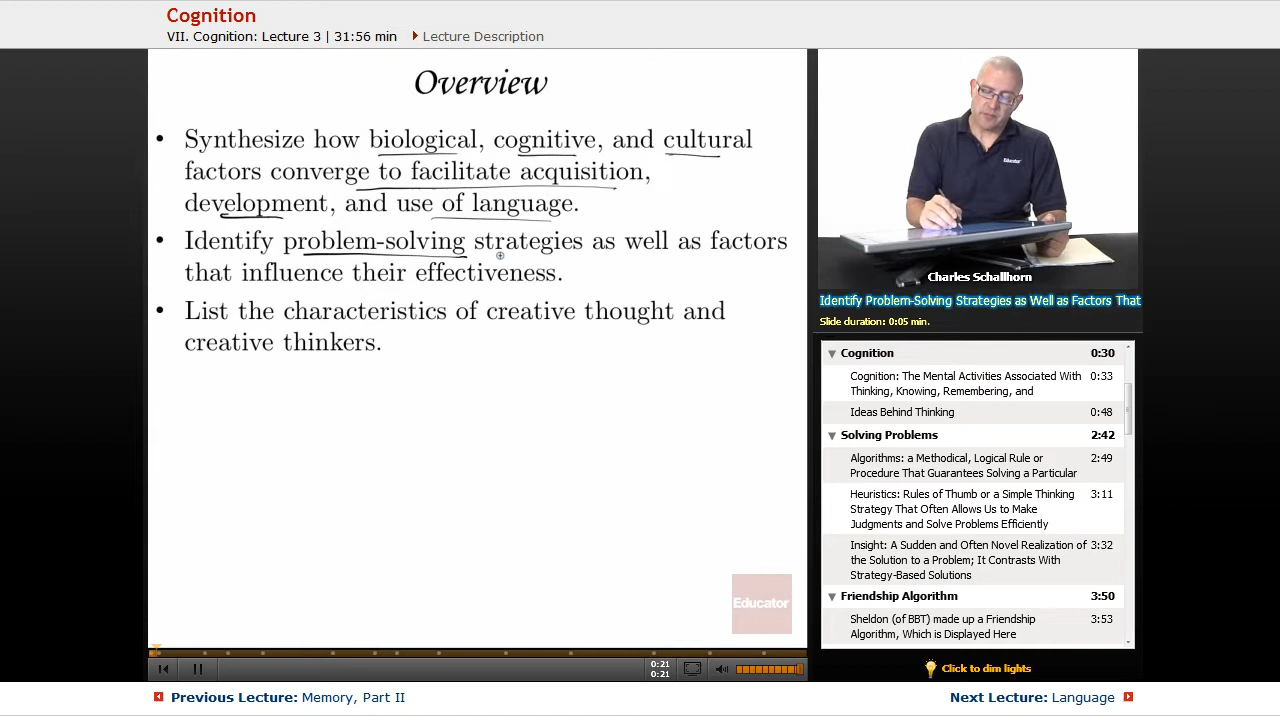 Cognition
VII. Cognition: Lecture 3 | 31:56 min
Lecture Description
Overview
• Synthesize how biological, cognitive, and cultural
factors converge to facilitate acquisition,
development, and use of language.
• Identify problem-solving strategies as well as factors
that influence their effectiveness.
• List the characteristics of creative thought and
creative thinkers.
Educator
0:21
0:21
Educator
Charles Schallhorn
Identify Problem-Solving Strategies as Well as Factors That
Slide duration: 0:05 min.
Cognition 0:30
Cognition: The Mental Activities Associated With 0:33
Thinking, Knowing, Remembering, and
Ideas Behind Thinking 0:48
Solving Problems 2:42
Algorithms: a Methodical, Logical Rule or 2:49
Procedure That Guarantees Solving a Particular
Heuristics: Rules of Thumb or a Simple Thinking 3:11
Strategy That Often Allows Us to Make
Judgments and Solve Problems Efficiently
Insight: A Sudden and Often Novel Realization of 3:32
the Solution to a Problem; It Contrasts With
Strategy-Based Solutions
Friendship Algorithm 3:50
Sheldon (of BBT) made up a Friendship 3:53
Algorithm, Which is Displayed Here
Click to dim lights
Previous Lecture: Memory, Part II
Next Lecture: Language